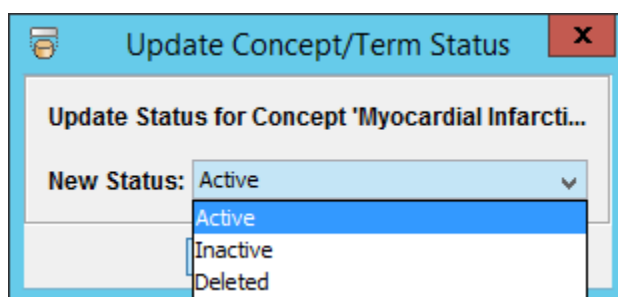 Update Concept/Term Status
x
Update Status for Concept 'Myocardial Infarcti...
New Status: Active
Active
Inactive
Deleted